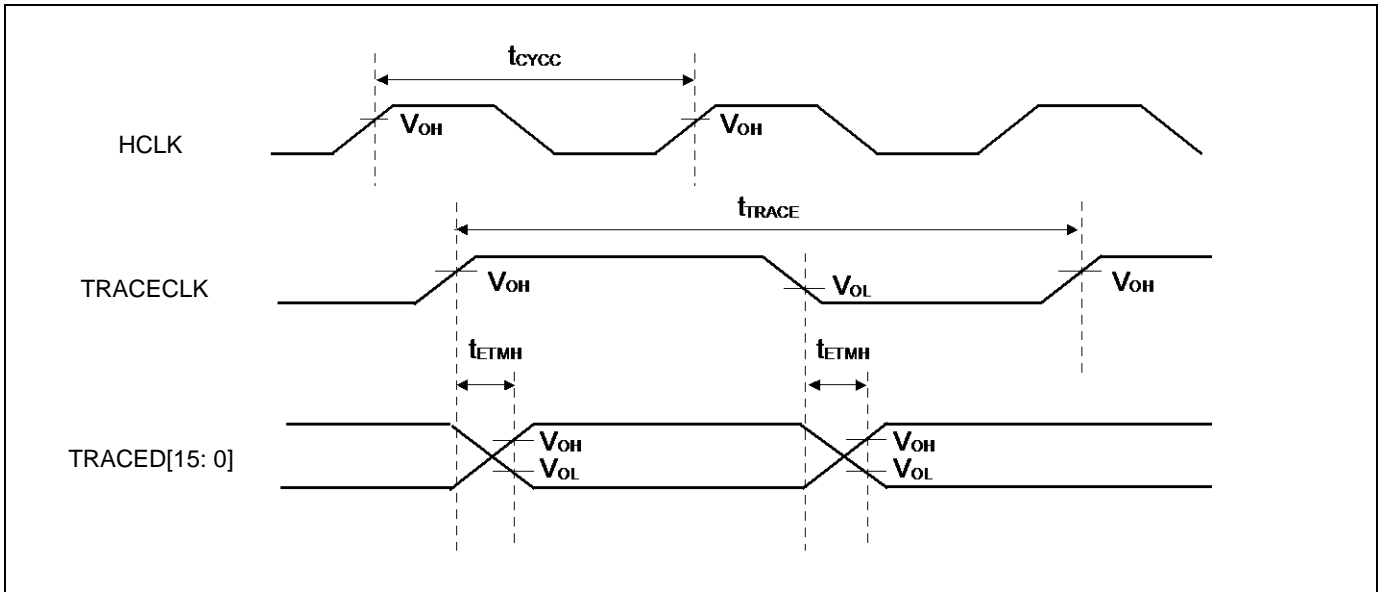 tCYCC
VOH
VOH
HCLK
tTRACE
VOH
VOL
VOH
TRACECLK
tETMH
tETMH
VOH
VOH
TRACED[15: 0]
VOL
VOL